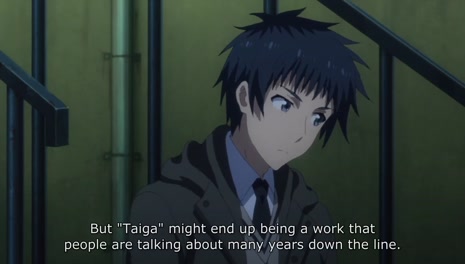 But "Taiga" might end up being a work that
people are talking about many years down the line.